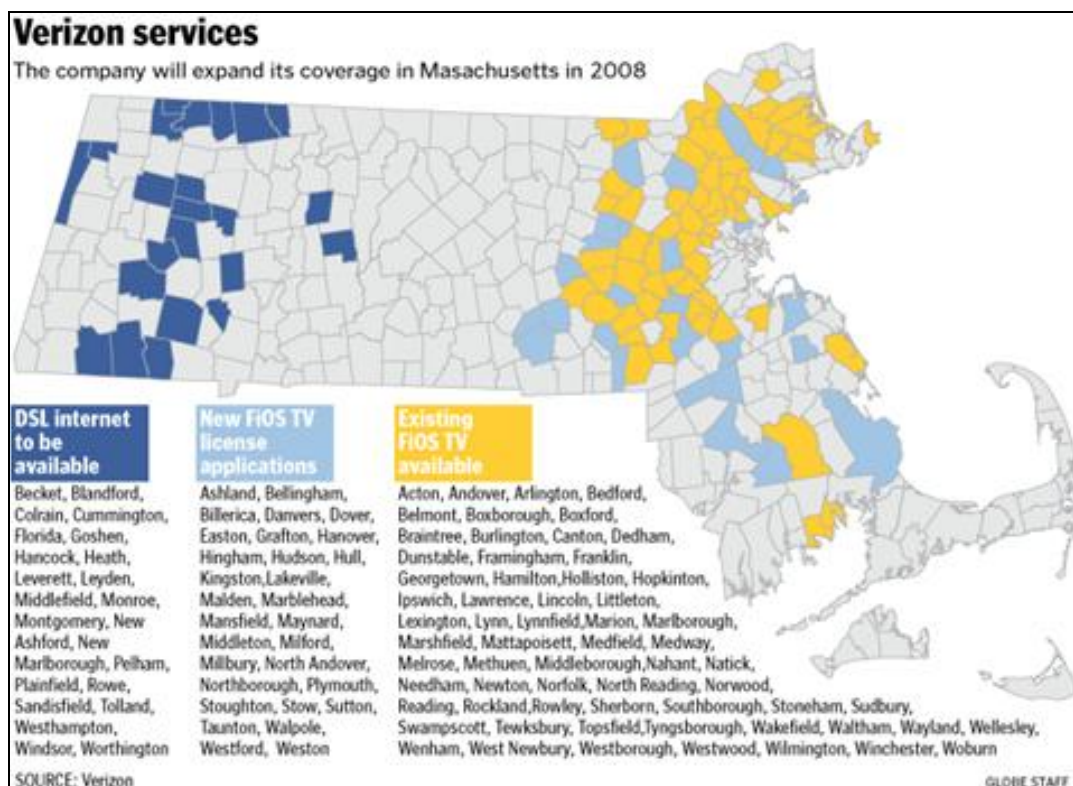 Verizon services
The company will expand its coverage in Masachusetts in 2008
DSL internet
to be
available
Becket, Blandford,
Colrain, Cummington,
Florida, Goshen,
Hancock, Heath,
Leverett, Leyden,
Middlefield, Monroe,
Montgomery, New
Ashford, New
Marlborough, Pelham,
Plainfield, Rowe,
Sandisfield, Tolland,
Westhampton,
Windsor, Worthington
New FiOS TV
license
applications
Ashland, Bellingham,
Billerica, Danvers, Dover,
Easton, Grafton, Hanover,
Hingham, Hudson, Hull,
Kingston,Lakeville,
Malden, Marblehead,
Mansfield, Maynard,
Middleton, Milford,
Millbury, North Andover,
Northborough, Plymouth,
Stoughton, Stow, Sutton,
Taunton, Walpole,
Westford, Weston
Existing
FiOS TV
available
Acton, Andover, Arlington, Bedford,
Belmont, Boxborough, Boxford,
Braintree, Burlington, Canton, Dedham,
Dunstable, Framingham, Franklin,
Georgetown, Hamilton,Holliston, Hopkinton,
Ipswich, Lawrence, Lincoln, Littleton,
Lexington, Lynn, Lynnfield,Marion, Marlborough,
Marshfield, Mattapoisett, Medfield, Medway,
Melrose, Methuen, Middleborough,Nahant, Natick,
Needham, Newton, Norfolk, North Reading, Norwood,
Reading, Rockland,Rowley, Sherborn, Southborough, Stoneham, Sudbury,
Swampscott, Tewksbury, Topsfield,Tyngsborough, Wakefield, Waltham, Wayland, Wellesley,
Wenham, West Newbury, Westborough, Westwood, Wilmington, Winchester, Woburn
SOURCE: Verizon
GLOBE STAFF